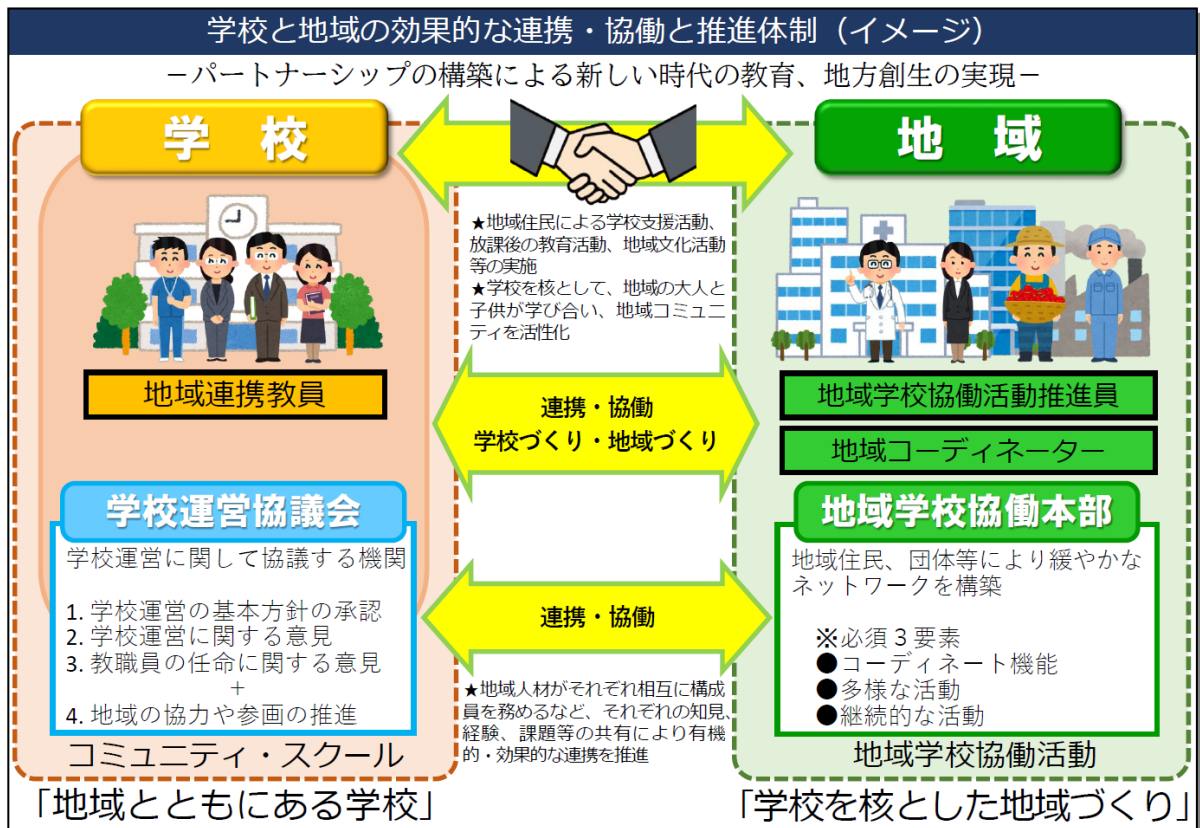 学校と地域の効果的な連携・協働と推進体制（イメージ）
－パートナーシップの構築による新しい時代の教育、地方創生の実現－
学 校
地 域
★地域住民による学校支援活動、
放課後の教育活動、地域文化活動
等の実施
★学校を核として、地域の大人と
子供が学び合い、地域コミュニ
ティを活性化
地域連携教員
連携・協働
学校づくり・地域づくり
地域学校協働活動推進員
地域コーディネーター
学校運営協議会
学校運営に関して協議する機関
1. 学校運営の基本方針の承認
2. 学校運営に関する意見
3. 教職員の任命に関する意見
+
4. 地域の協力や参画の推進
コミュニティ・スクール
「地域とともにある学校」
連携・協働
★地域人材がそれぞれ相互に構成
員を務めるなど、それぞれの知見、
経験、課題等の共有により有機
的・効果的な連携を推進
地域学校協働本部
地域住民、団体等により緩やかな
ネットワークを構築
※必須３要素
●コーディネート機能
●多様な活動
●継続的な活動
地域学校協働活動
「学校を核とした地域づくり」